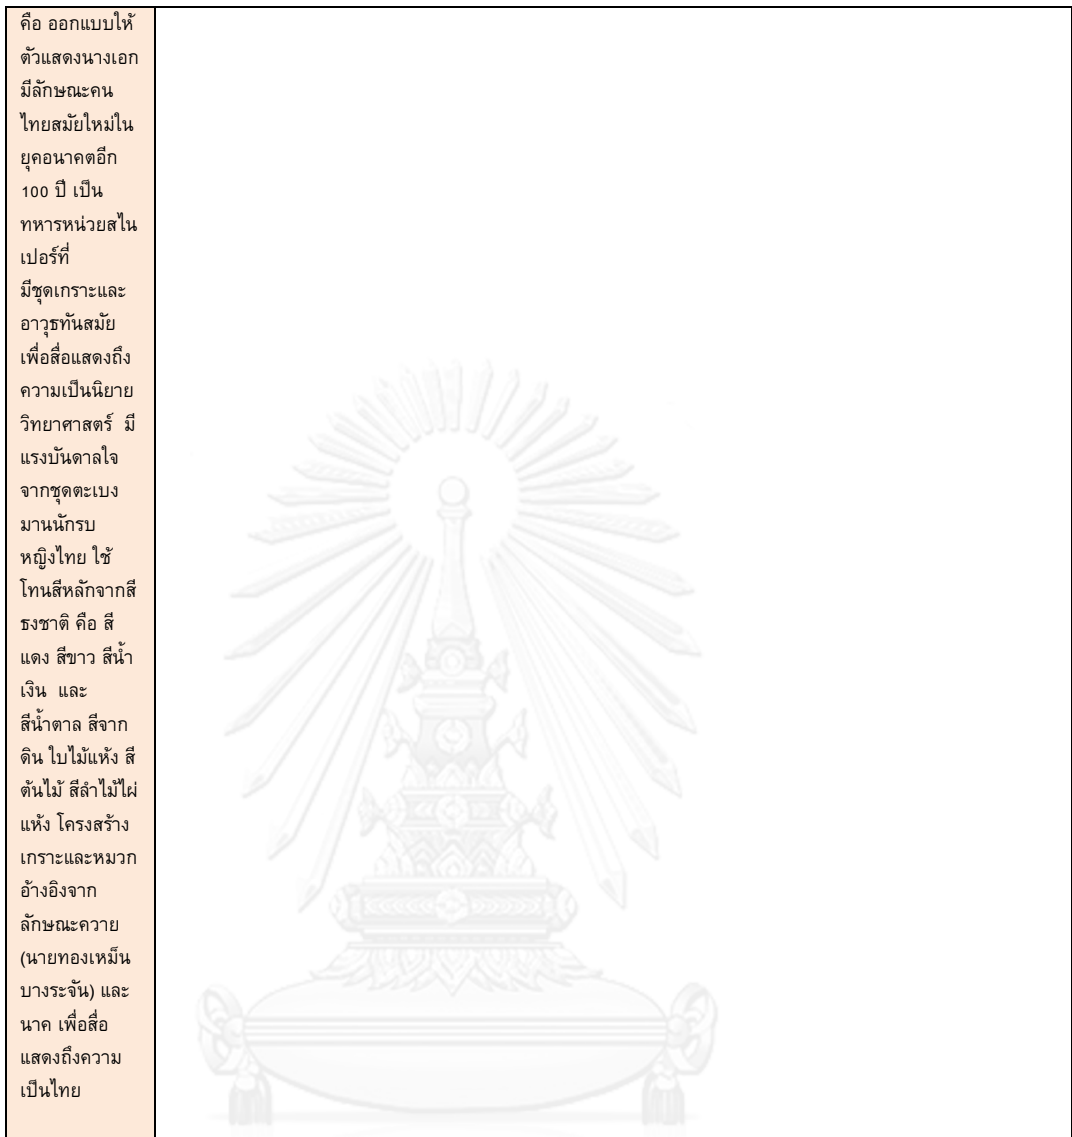 คือ ออกแบบให้
ตัวแสดงนางเอก
มีลักษณะคน
ไทยสมัยใหม่ใน
ยุคอนาคตอีก
100 ปี เป็น
ทหารหน่วยสไน
เปอร์ที่
มีชุดเกราะและ
อาวุธทันสมัย
เพื่อสื่อแสดงถึง
ความเป็นนิยาย
วิทยาศาสตร์ มี
แรงบันดาลใจ
จากชุดตะเบง
มานนักรบ
หญิงไทย ใช้
โทนสีหลักจากสี
ธงชาติ คือ สี
แดง สีขาว สีน้ำ
เงิน และ
สีน้ำตาล สีจาก
ดิน ใบไม้แห้ง สี
ต้นไม้ สีลำไม้ไผ่
แห้ง โครงสร้าง
เกราะและหมวก
อ้างอิงจาก
ลักษณะควาย
(นายทองเหม็น
บางระจัน) และ
นาค เพื่อสื่อ
แสดงถึงความ
เป็นไทย